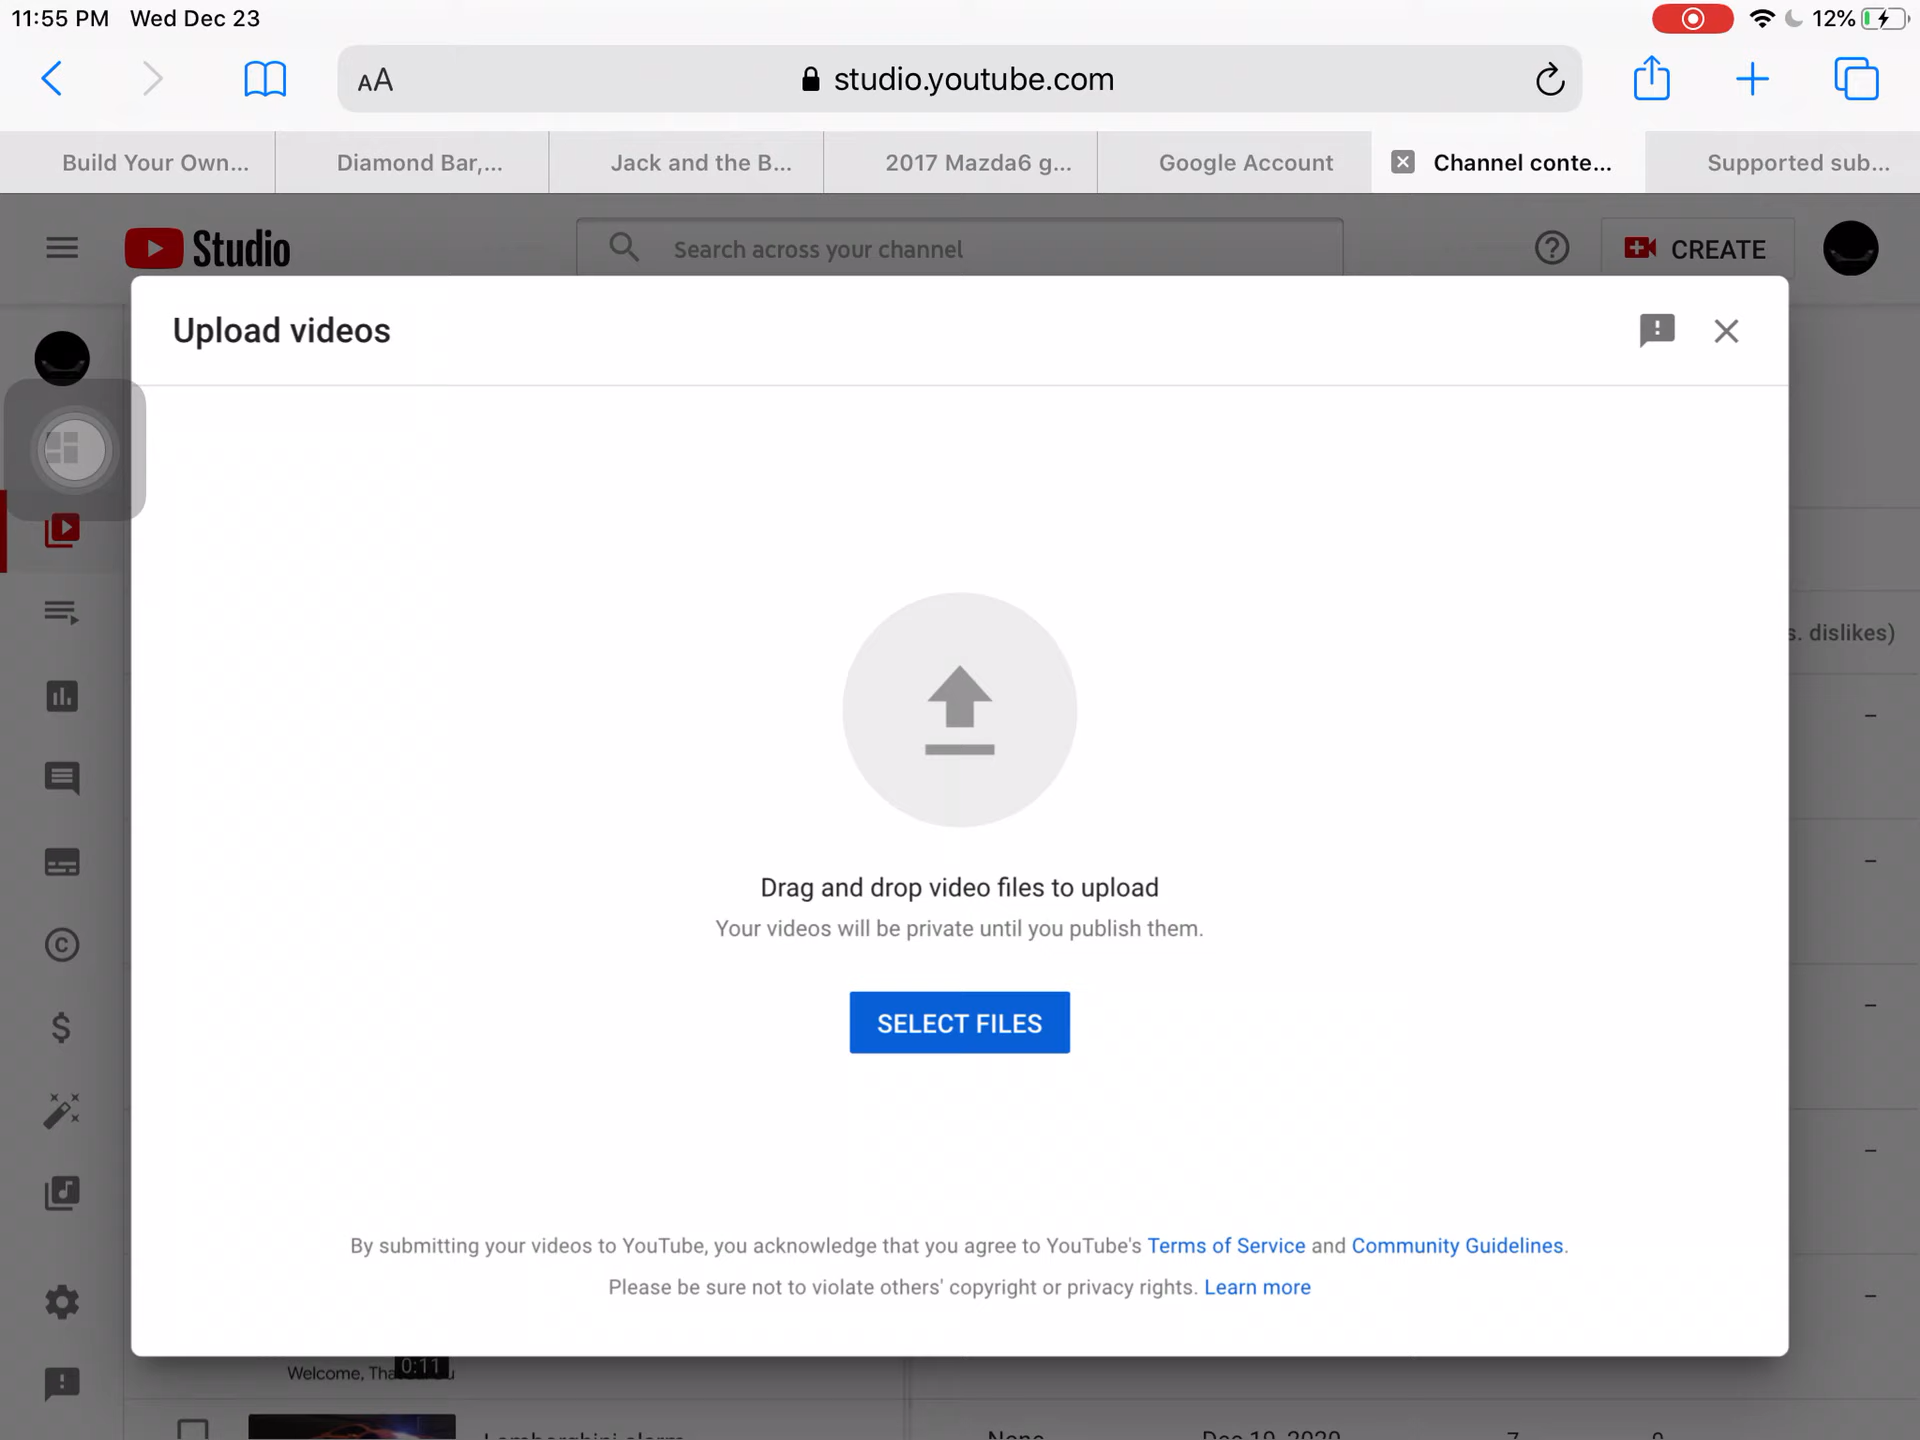 11:55 PM Wed Dec 23
12%
AA studio.youtube.com
Build Your Own... Diamond Bar,... Jack and the B... 2017 Mazda6 g... Google Account Channel conte... Supported sub...
Studio Search across your channel CREATE
Upload videos
s. dislikes)
Drag and drop video files to upload
Your videos will be private until you publish them.
SELECT FILES
By submitting your videos to YouTube, you acknowledge that you agree to YouTube's Terms of Service and Community Guidelines.
Please be sure not to violate others' copyright or privacy rights. Learn more
Welcome, 0:11